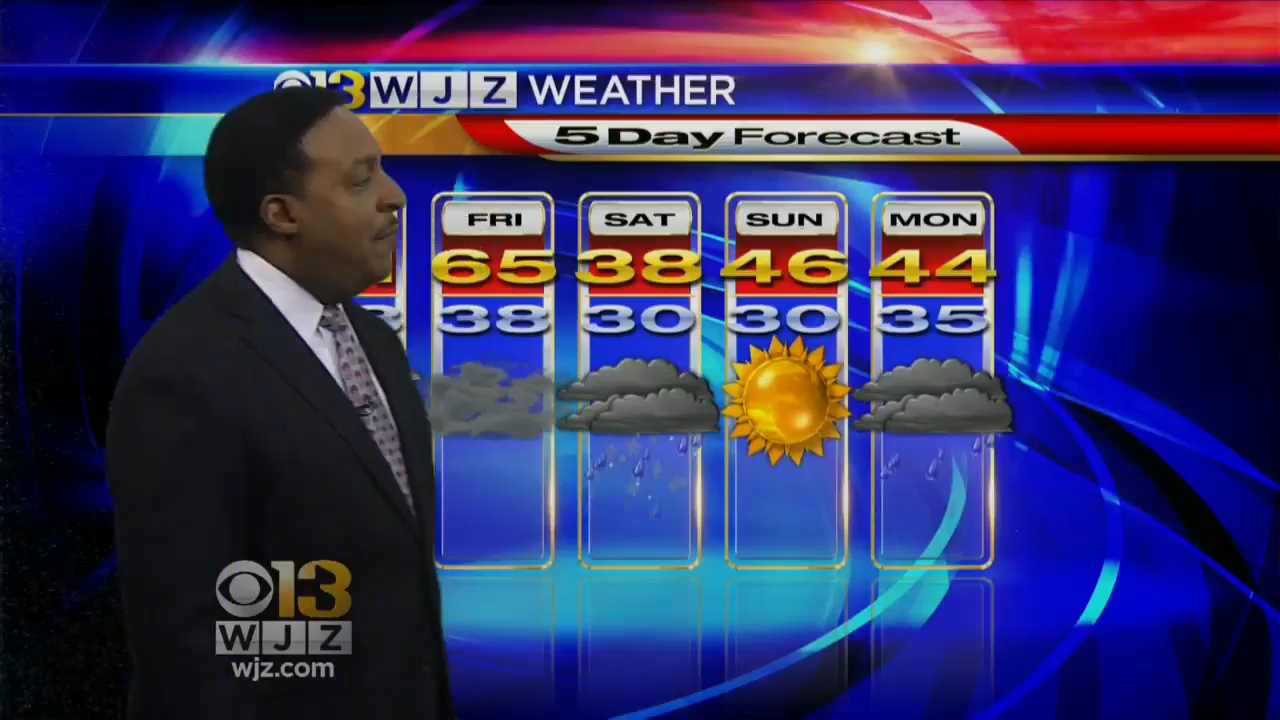 13 WJZ WEATHER
5 Day Forecast
FRI SAT SUN MON
65 38 46 44
38 30 30 35
13
WJZ
wjz.com